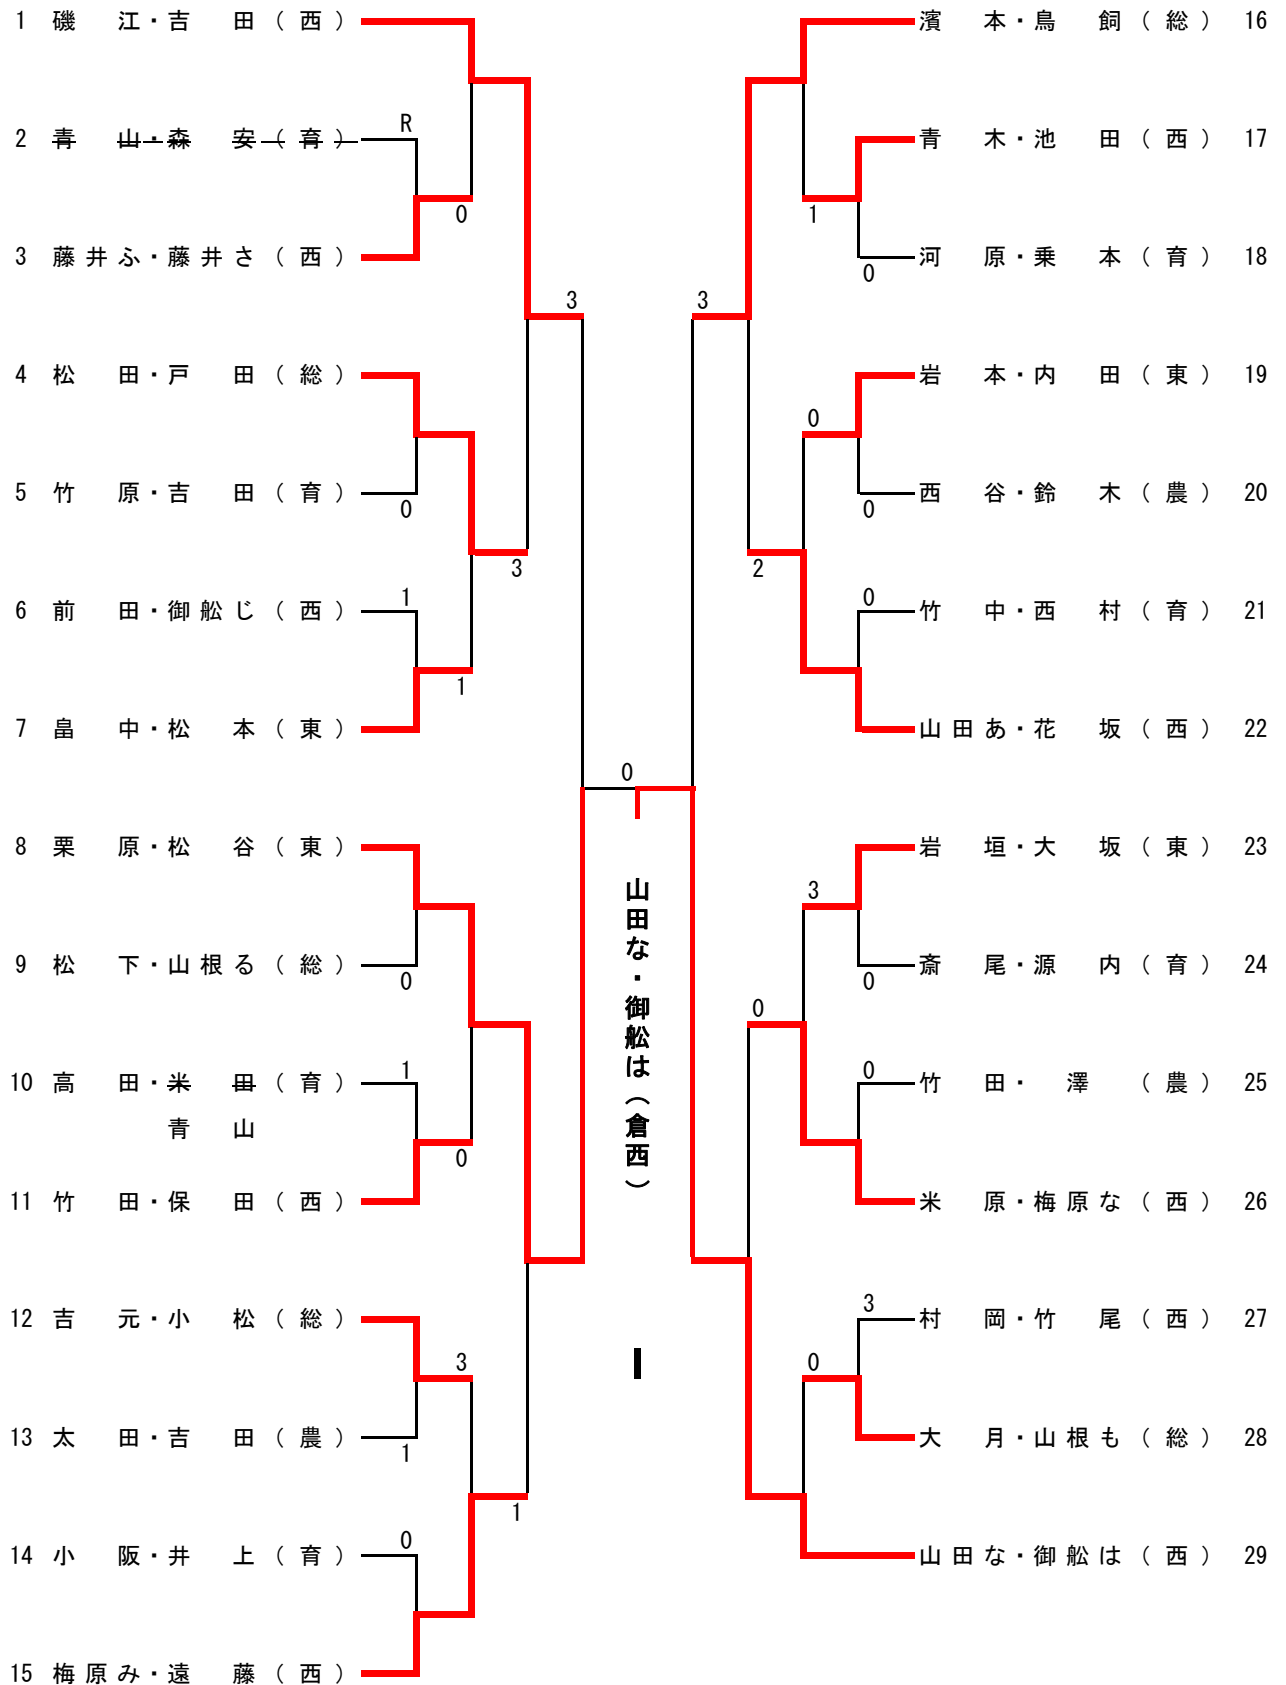 1 磯 江・吉 田 ( 西 )
R
2 青 山・森 安 ( 育 )
0
3 藤井ふ・藤井さ ( 西 )
3
4 松 田・戸 田 ( 総 )
5 竹 原・吉 田 ( 育 )
0
3
1
6 前 田・御舩じ ( 西 )
1
7 畠 中・松 本 ( 東 )
0
8 栗 原・松 谷 ( 東 )
9 松 下・山根る ( 総 )
0
1
10 高 田・米 田 ( 育 )
青 山
0
11 竹 田・保 田 ( 西 )
12 吉 元・小 松 ( 総 )
3
13 太 田・吉 田 ( 農 )
1
1
0
14 小 阪・井 上 ( 育 )
15 梅原み・遠 藤 ( 西 )
山田な・御舩は(倉西)
濱 本・鳥 飼 ( 総 ) 16
青 木・池 田 ( 西 ) 17
1
河 原・乗 本 ( 育 ) 18
0
3
岩 本・内 田 ( 東 ) 19
0
西 谷・鈴 木 ( 農 ) 20
0
2
0
竹 中・西 村 ( 育 ) 21
山田あ・花 坂 ( 西 ) 22
岩 垣・大 坂 ( 東 ) 23
3
斎 尾・源 内 ( 育 ) 24
0
0
0
竹 田・ 澤 ( 農 ) 25
米 原・梅原な ( 西 ) 26
3
村 岡・竹 尾 ( 西 ) 27
0
大 月・山根も ( 総 ) 28
山田な・御舩は ( 西 ) 29